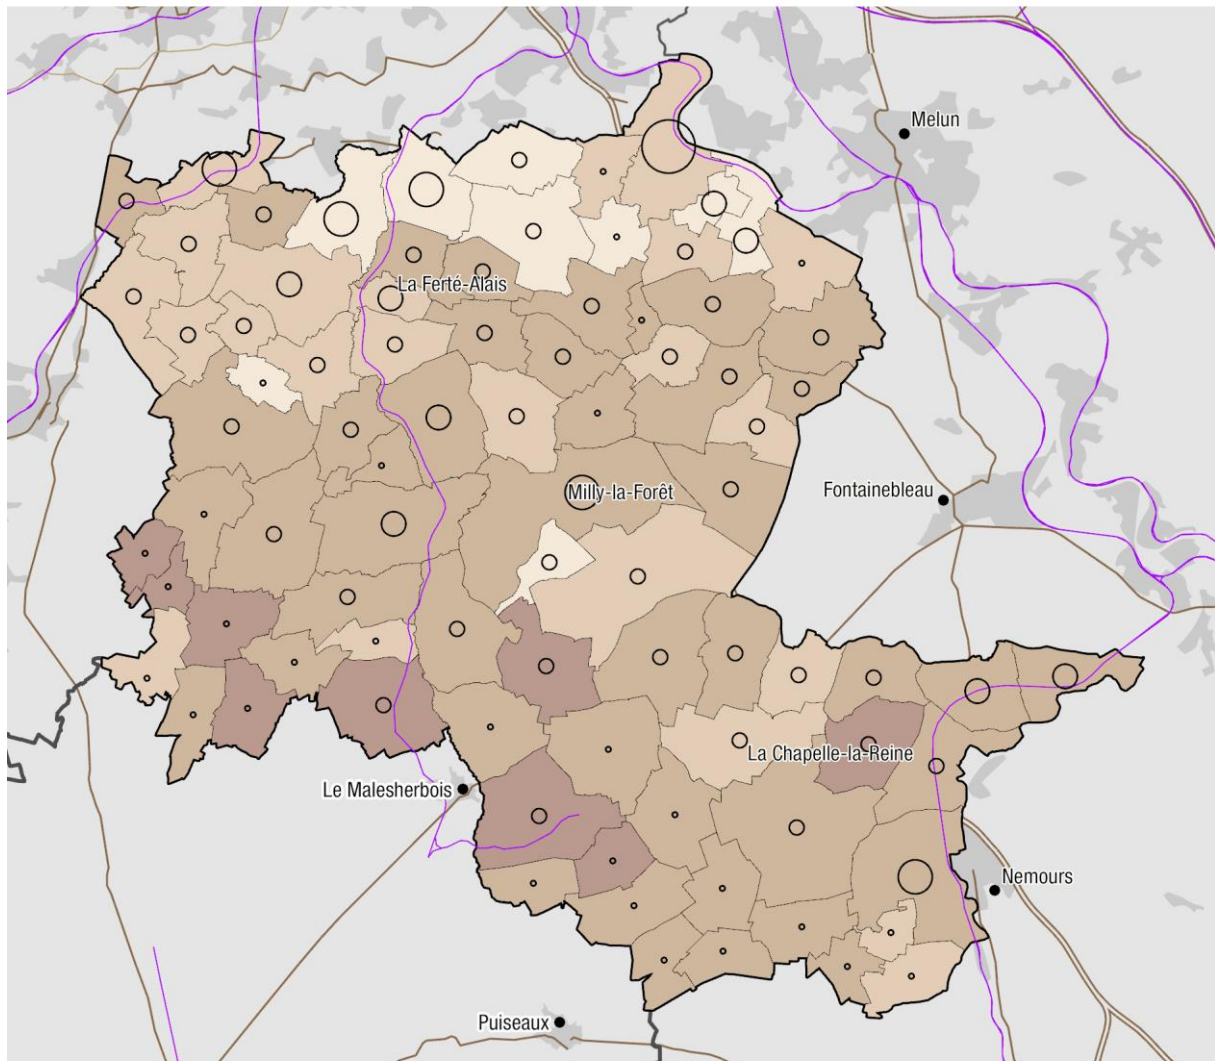 Melun
La Ferté-Alais
Milly-la-Forêt
Fontainebleau
La Chapelle-la-Reine
Le Malesherbois
Nemours
Puiseaux